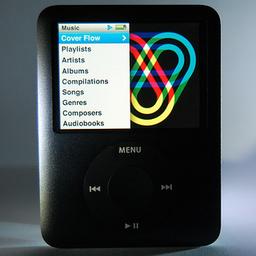 Music
Cover Flow
Playlists
Artists
Albums
Compilations
Songs
Genres
Composers
Audiobooks
MENU